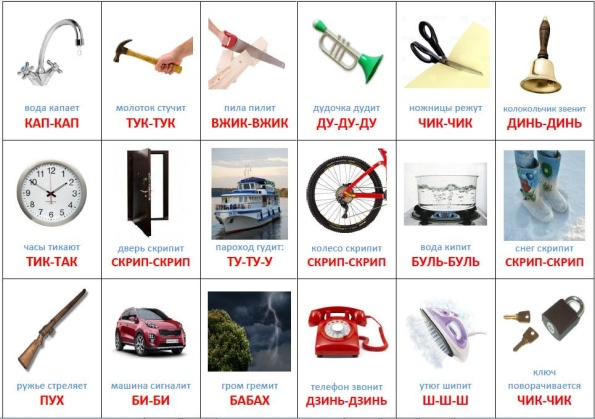 вода капает
КАП-КАП
молоток стучит
ТУК-ТУК
пила пилит
ВЖИК-ВЖИК
дудочка дудит
ДУ-ДУ-ДУ
ножницы режут
ЧИК-ЧИК
колокольчик звенит
ДИНЬ-ДИНЬ
часы тикают
ТИК-ТАК
дверь скрипит
СКРИП-СКРИП
пароход гудит:
ТУ-ТУ-У
колесо скрипит
СКРИП-СКРИП
вода кипит
БУЛЬ-БУЛЬ
снег скрипит
СКРИП-СКРИП
ружье стреляет
ПУХ
машина сигналит
БИ-БИ
гром гремит
БАБАХ
телефон звонит
ДЗИНЬ-ДЗИНЬ
утюг шипит
Ш-Ш-Ш
ключ
поворачивается
ЧИК-ЧИК